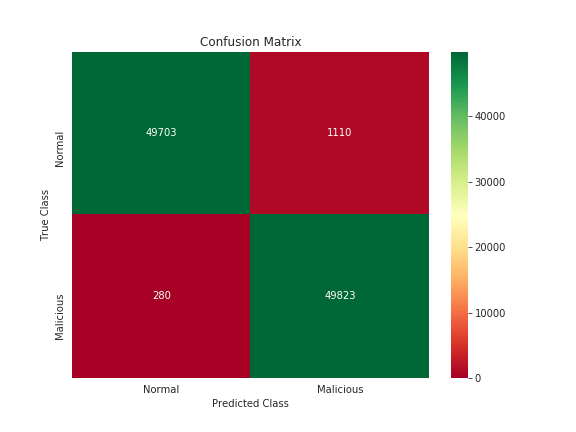 Confusion Matrix
49703
1110
280
49823
Normal
Malicious
True Class
Normal
Malicious
Predicted Class
40000
30000
20000
10000
0